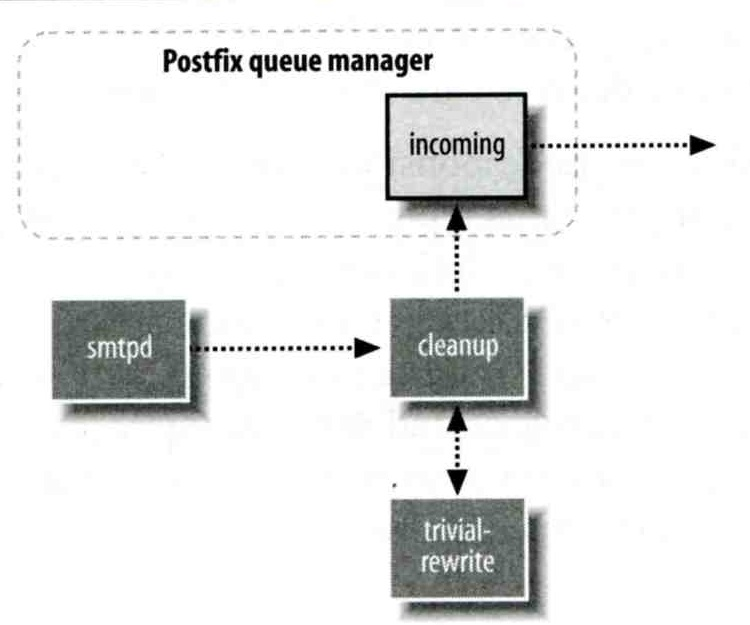 Postfix queue manager
incoming
smtpd
cleanup
trivial-
rewrite